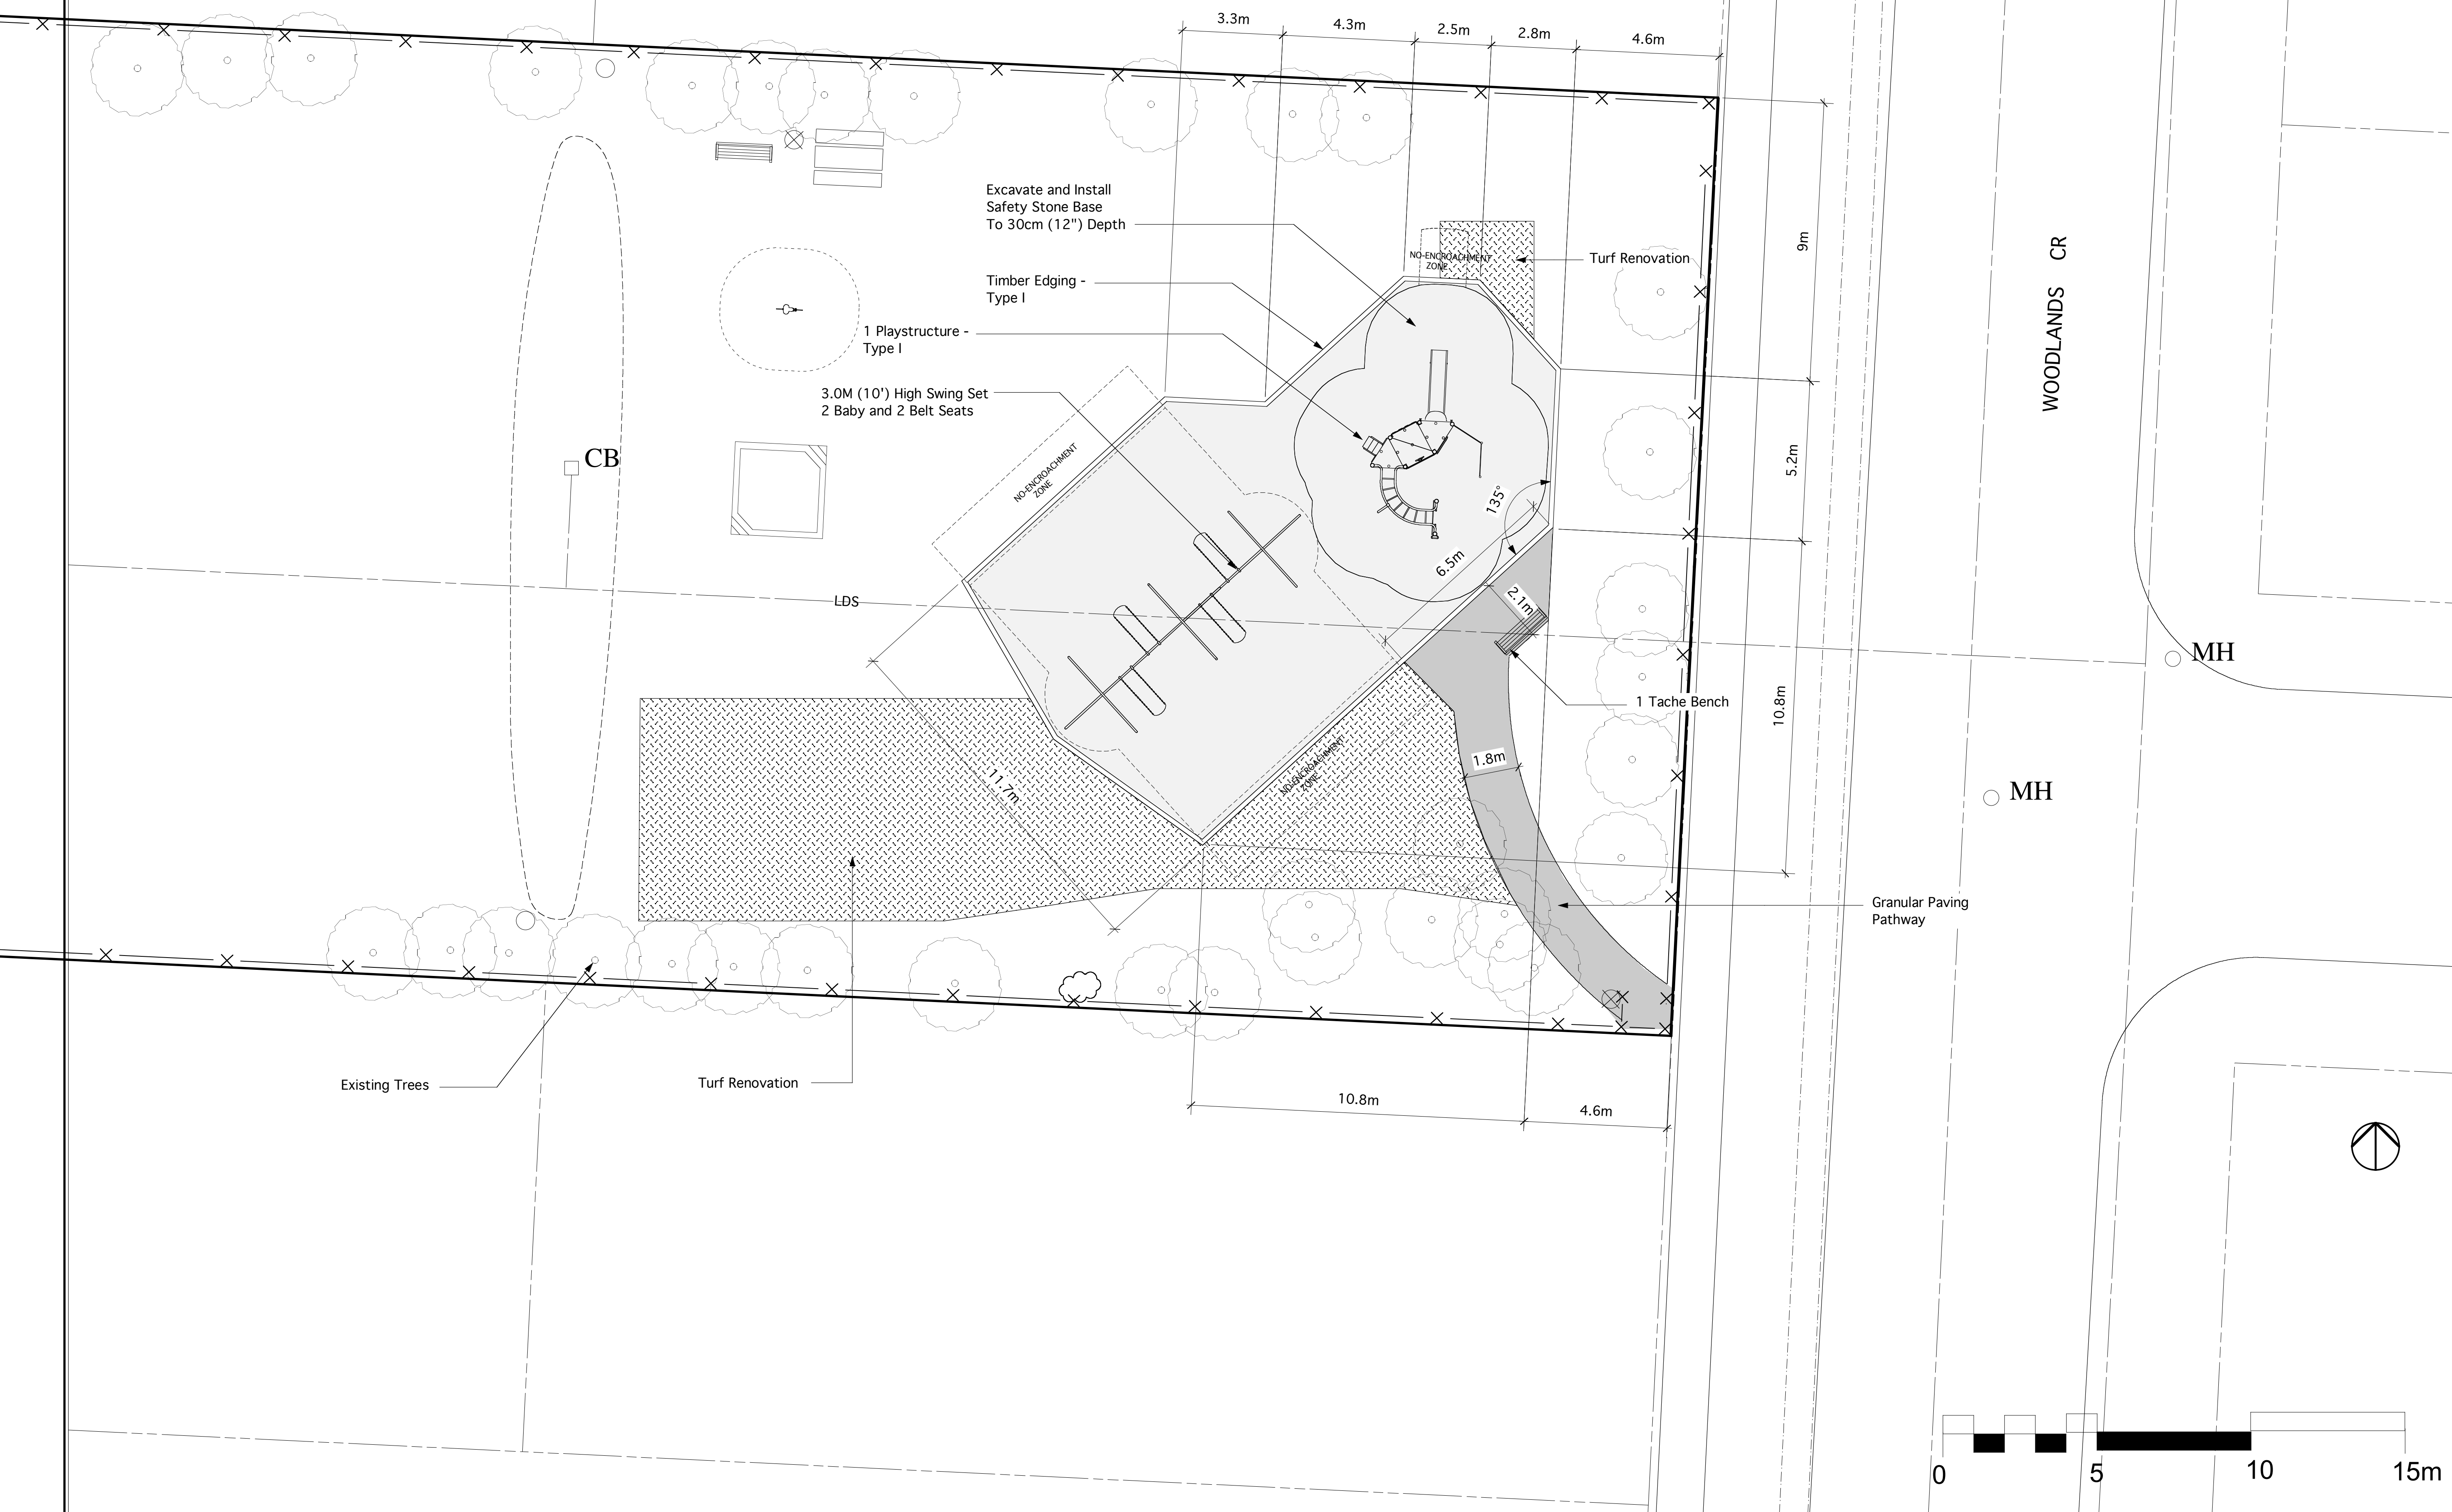 3.3m
4.3m
2.5m
2.8m
4.6m
Excavate and Install
Safety Stone Base
To 30cm (12") Depth
NO-ENCROACHMENT
ZONE
Turf Renovation
9m
WOODLANDS CR
Timber Edging -
Type I
1 Playstructure -
Type I
3.0M (10') High Swing Set
2 Baby and 2 Belt Seats
CB
NO-ENCROACHMENT
ZONE
135°
5.2m
6.5m
2.1m
LDS
MH
1 Tache Bench
10.8m
1.8m
NO-ENCROACHMENT
ZONE
11.7m
MH
Granular Paving
Pathway
Existing Trees
Turf Renovation
10.8m
4.6m
0
5
10
15m